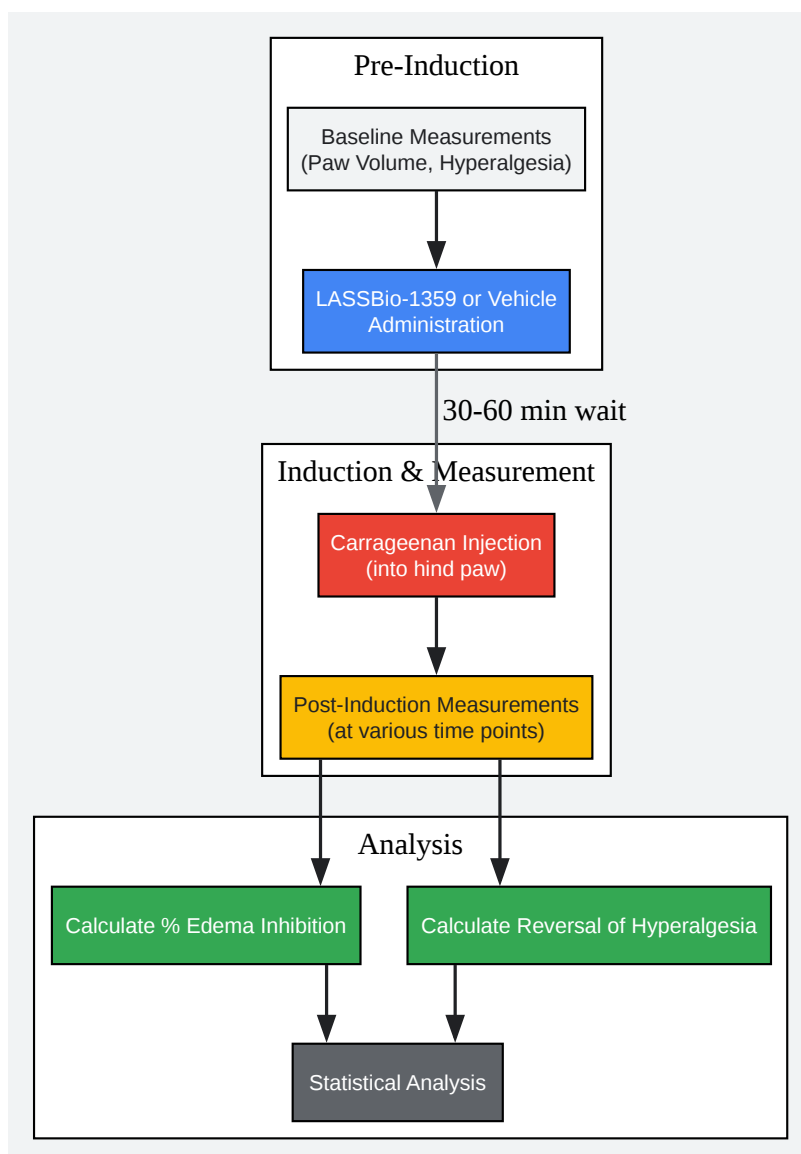 Pre-Induction
Baseline Measurements
(Paw Volume, Hyperalgesia)
LASSBio-1359 or Vehicle
Administration
30-60 min wait
Induction & Measurement
Carrageenan Injection
(into hind paw)
Post-Induction Measurements
(at various time points)
Analysis
Calculate % Edema Inhibition
Calculate Reversal of Hyperalgesia
Statistical Analysis